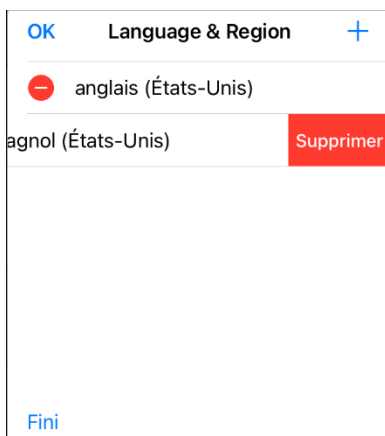 OK Language & Region +
anglais (États-Unis)
agnol (États-Unis) Supprimer
Fini